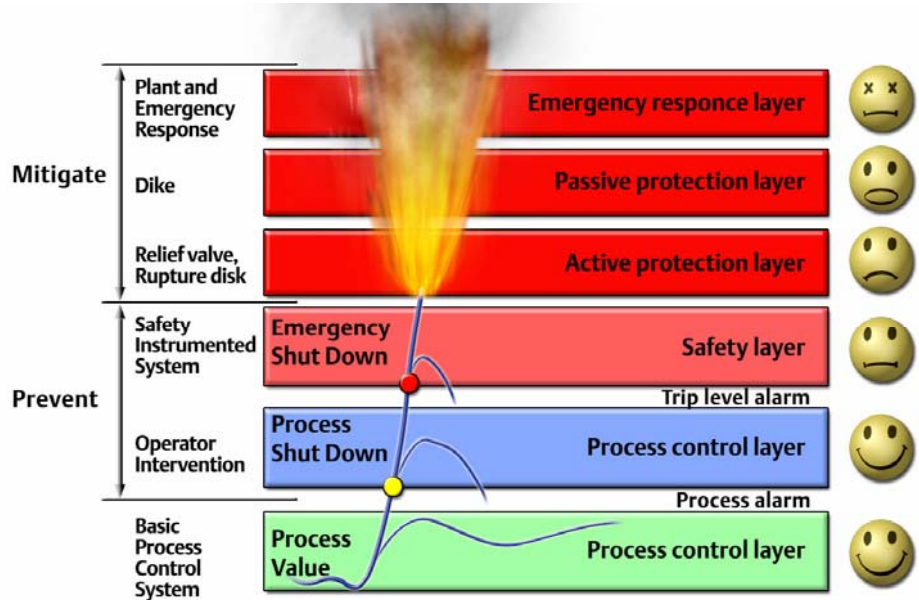 Mitigate
Plant and
Emergency
Response
Emergency responce layer
Dike
Passive protection layer
Relief valve,
Rupture disk
Active protection layer
Prevent
Safety
Instrumented
System
Emergency
Shut Down
Safety layer
Trip level alarm
Operator
Intervention
Process
Shut Down
Process control layer
Process alarm
Basic
Process
Control
System
Process
Value
Process control layer